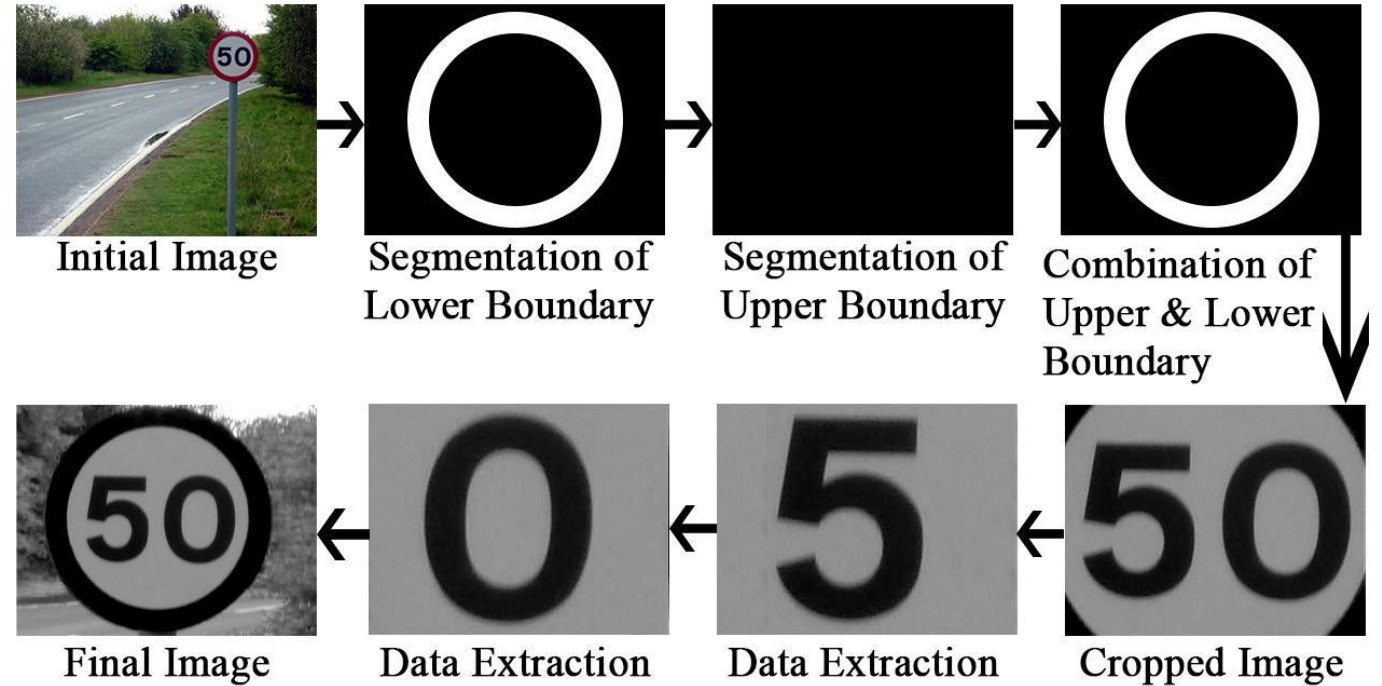 50
Initial Image
Segmentation of
Lower Boundary
Segmentation of
Upper Boundary
Combination of
Upper & Lower
Boundary
50
Cropped Image
5
Data Extraction
0
Data Extraction
50
Final Image